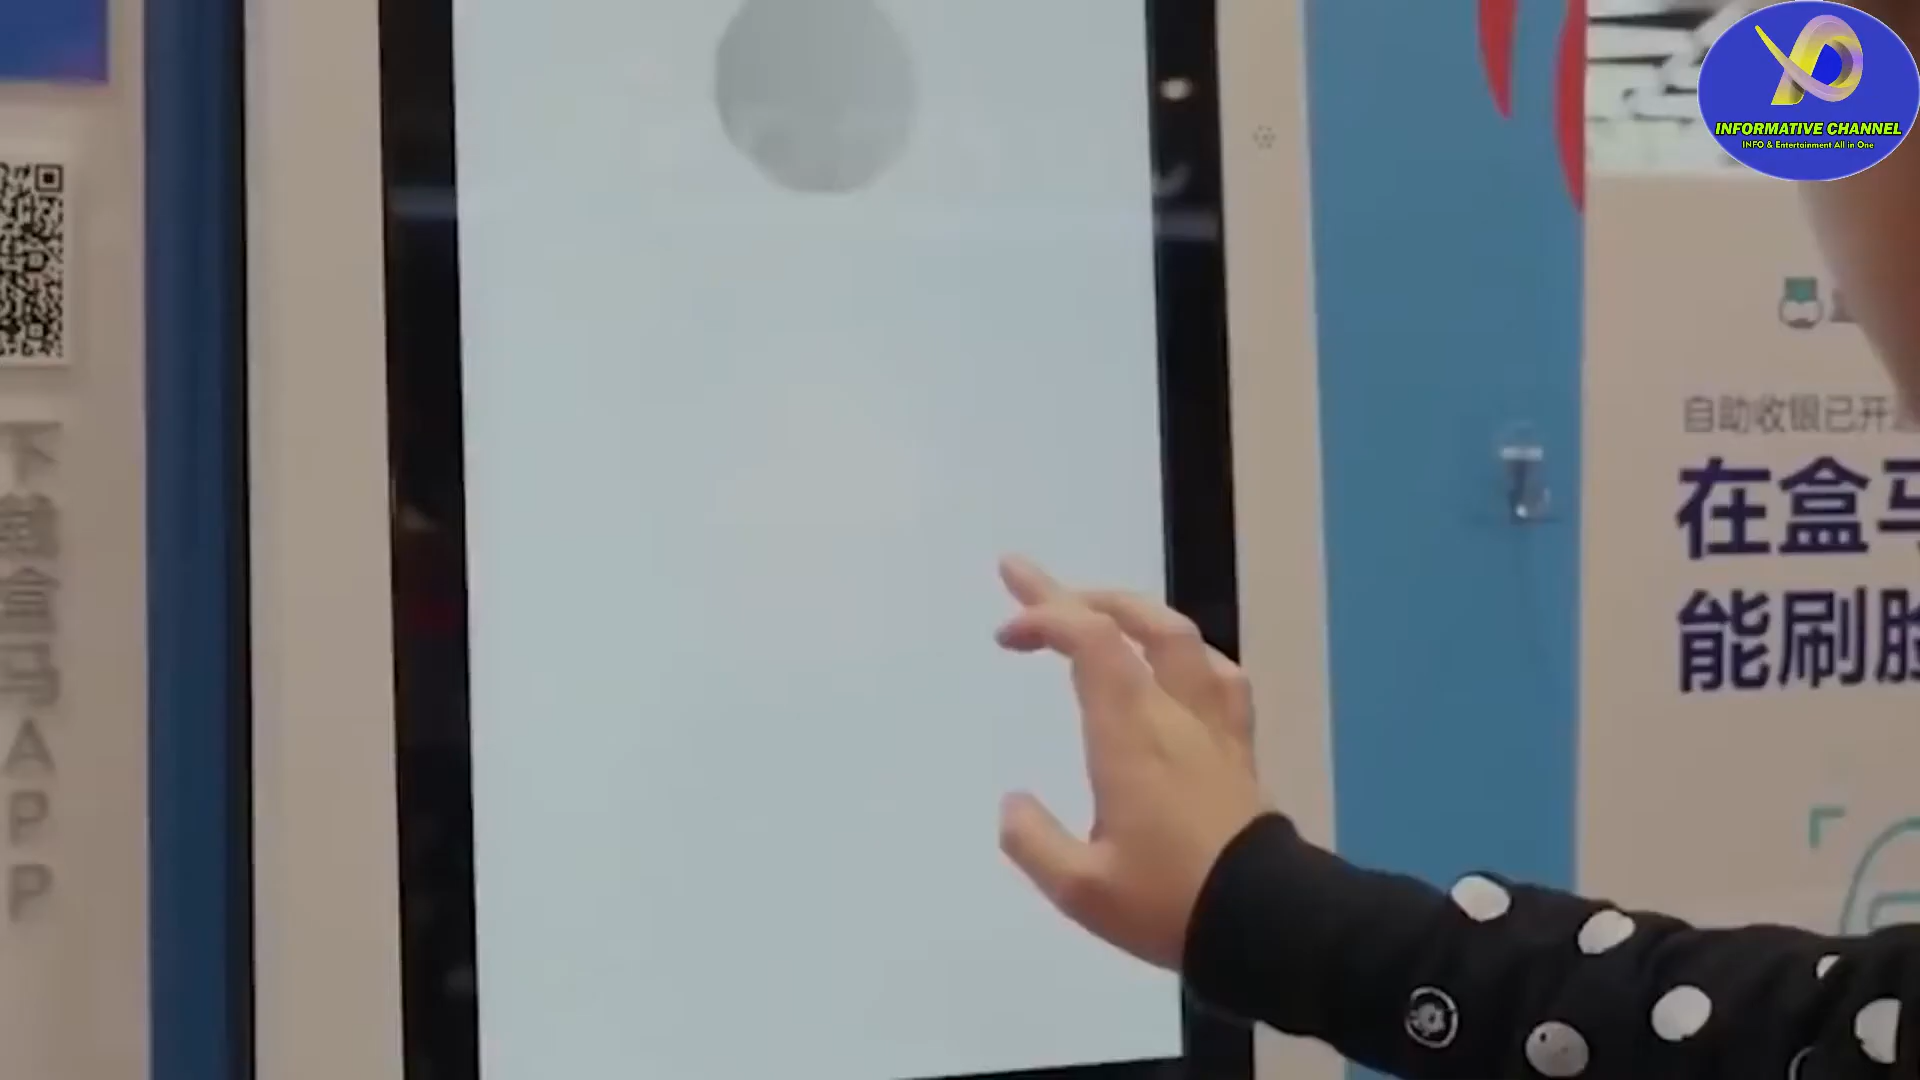 INFORMATIVE CHANNEL
INFO & Entertainment All in One
自助收银已开
在盒马
能刷脸
下载盒马APP